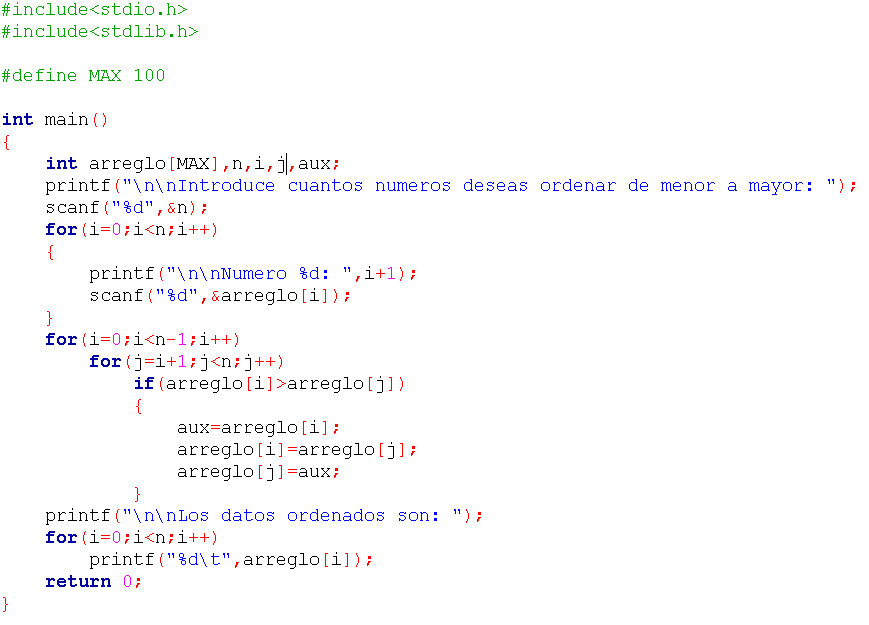 #include<stdio.h>
#include<stdlib.h>

#define MAX 100

int main()
{
    int arreglo[MAX],n,i,j,aux;
    printf("\n\nIntroduce cuantos numeros deseas ordenar de menor a mayor: ");
    scanf("%d",&n);
    for(i=0;i<n;i++)
    {
        printf("\n\nNumero %d: ",i+1);
        scanf("%d",&arreglo[i]);
    }
    for(i=0;i<n-1;i++)
        for(j=i+1;j<n;j++)
            if(arreglo[i]>arreglo[j])
            {
                aux=arreglo[i];
                arreglo[i]=arreglo[j];
                arreglo[j]=aux;
            }
    printf("\n\nLos datos ordenados son: ");
    for(i=0;i<n;i++)
        printf("%d\t",arreglo[i]);
    return 0;
}